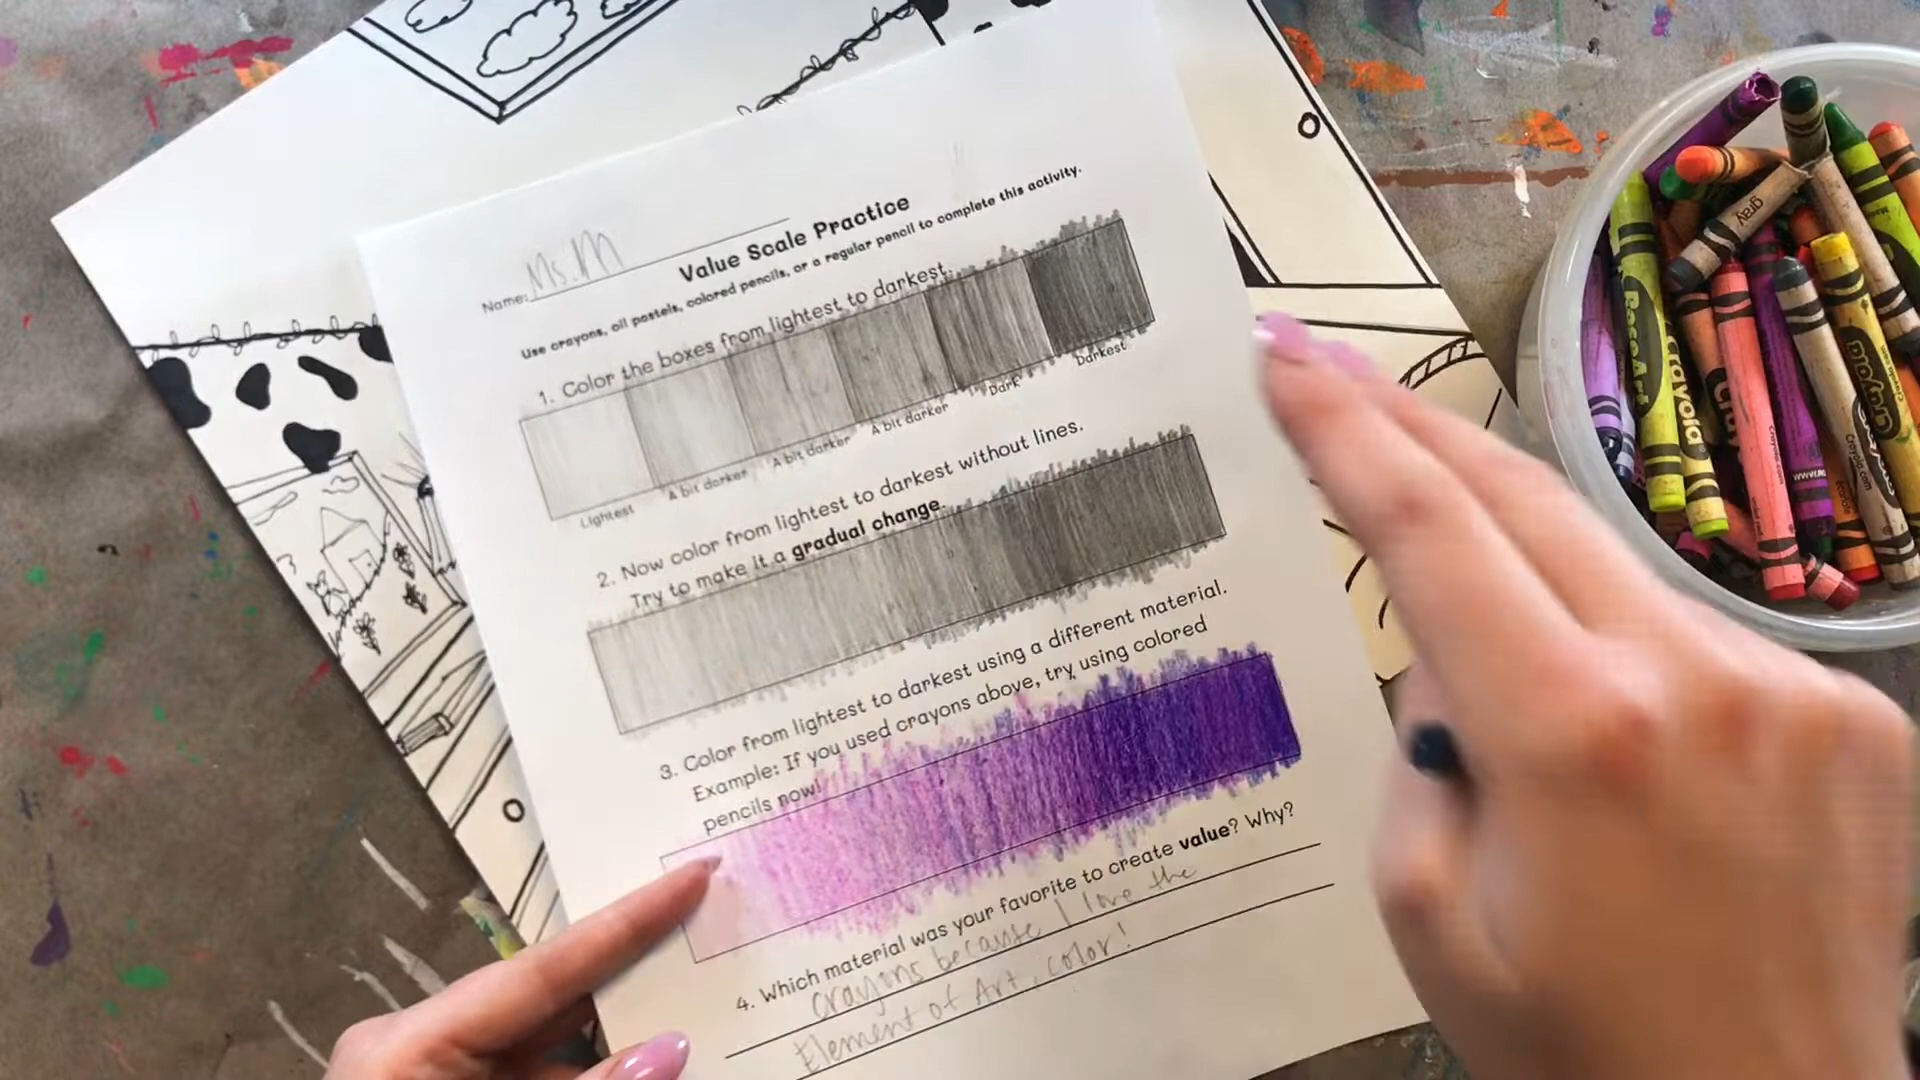 Name: Ms. M
Value Scale Practice
Use crayons, oil pastels, colored pencils, or a regular pencil to complete this activity.
1. Color the boxes from lightest to darkest.
Lightest
A bit darker
A bit darker
A bit darker
Dark
Darkest
2. Now color from lightest to darkest without lines.
Try to make it a gradual change.
3. Color from lightest to darkest using a different material.
Example: If you used crayons above, try using colored
pencils now!
4. Which material was your favorite to create value? Why?
crayons because I love the
Element of Art, color!
gray
RoseArt
Crayola
Crayola